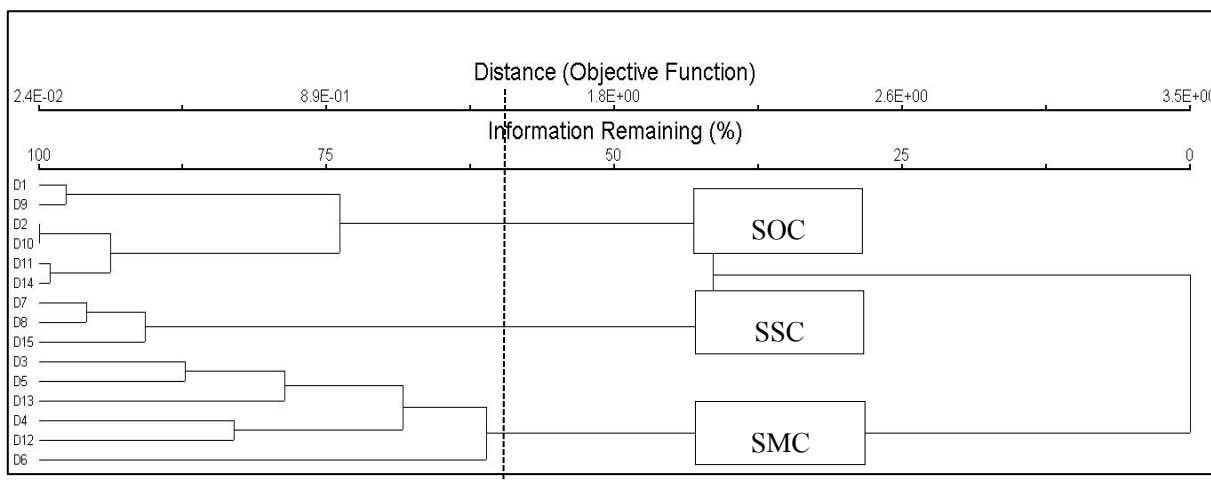 Distance (Objective Function)
2.4E-02 8.9E-01 1.8E+00 2.6E+00 3.5E+00
Information Remaining (%)
100 75 50 25 0
D1
D9
D2
D10
D11
D14
D7
D8
D15
D3
D5
D13
D4
D12
D6
SOC
SSC
SMC